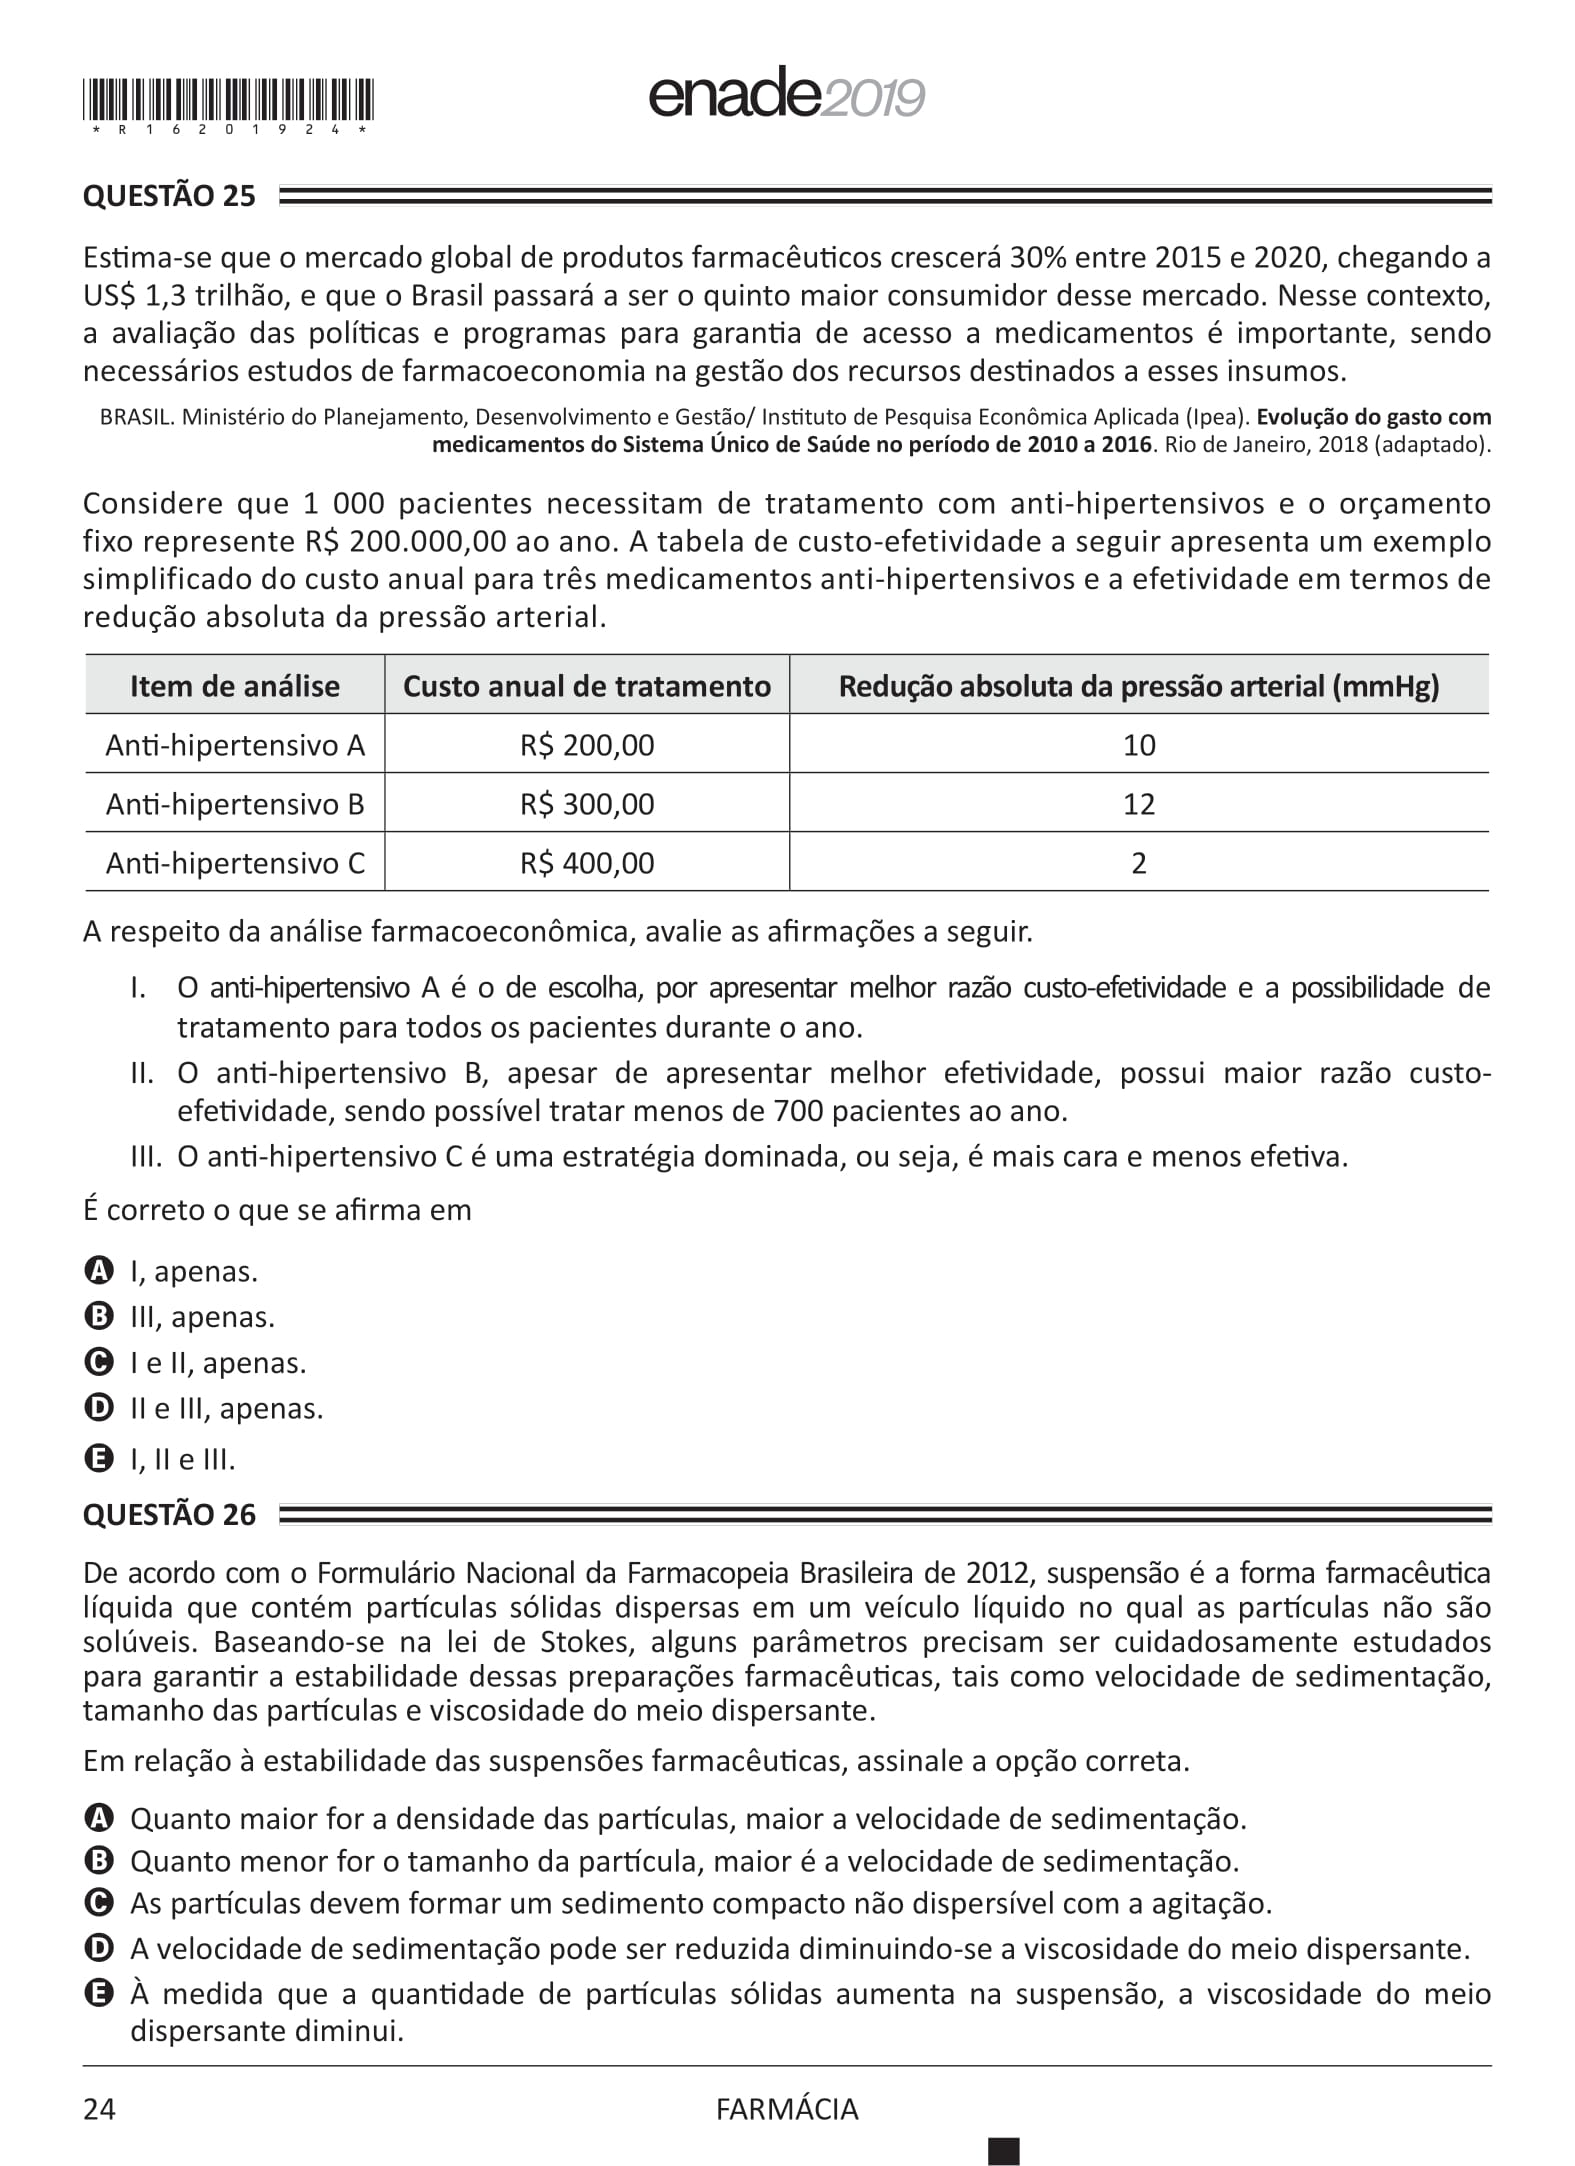 *R16201924*
enade2019
QUESTÃO 25
Estima-se que o mercado global de produtos farmacêuticos crescerá 30% entre 2015 e 2020, chegando a
US$ 1,3 trilhão, e que o Brasil passará a ser o quinto maior consumidor desse mercado. Nesse contexto,
a avaliação das políticas e programas para garantia de acesso a medicamentos é importante, sendo
necessários estudos de farmacoeconomia na gestão dos recursos destinados a esses insumos.
BRASIL. Ministério do Planejamento, Desenvolvimento e Gestão/ Instituto de Pesquisa Econômica Aplicada (Ipea). Evolução do gasto com
medicamentos do Sistema Único de Saúde no período de 2010 a 2016. Rio de Janeiro, 2018 (adaptado).
Considere que 1 000 pacientes necessitam de tratamento com anti-hipertensivos e o orçamento
fixo represente R$ 200.000,00 ao ano. A tabela de custo-efetividade a seguir apresenta um exemplo
simplificado do custo anual para três medicamentos anti-hipertensivos e a efetividade em termos de
redução absoluta da pressão arterial.
Item de análise Custo anual de tratamento Redução absoluta da pressão arterial (mmHg)
Anti-hipertensivo A R$ 200,00 10
Anti-hipertensivo B R$ 300,00 12
Anti-hipertensivo C R$ 400,00 2
A respeito da análise farmacoeconômica, avalie as afirmações a seguir.
I. O anti-hipertensivo A é o de escolha, por apresentar melhor razão custo-efetividade e a possibilidade de
tratamento para todos os pacientes durante o ano.
II. O anti-hipertensivo B, apesar de apresentar melhor efetividade, possui maior razão custo-
efetividade, sendo possível tratar menos de 700 pacientes ao ano.
III. O anti-hipertensivo C é uma estratégia dominada, ou seja, é mais cara e menos efetiva.
É correto o que se afirma em
A I, apenas.
B III, apenas.
C I e II, apenas.
D II e III, apenas.
E I, II e III.
QUESTÃO 26
De acordo com o Formulário Nacional da Farmacopeia Brasileira de 2012, suspensão é a forma farmacêutica
líquida que contém partículas sólidas dispersas em um veículo líquido no qual as partículas não são
solúveis. Baseando-se na lei de Stokes, alguns parâmetros precisam ser cuidadosamente estudados
para garantir a estabilidade dessas preparações farmacêuticas, tais como velocidade de sedimentação,
tamanho das partículas e viscosidade do meio dispersante.
Em relação à estabilidade das suspensões farmacêuticas, assinale a opção correta.
A Quanto maior for a densidade das partículas, maior a velocidade de sedimentação.
B Quanto menor for o tamanho da partícula, maior é a velocidade de sedimentação.
C As partículas devem formar um sedimento compacto não dispersível com a agitação.
D A velocidade de sedimentação pode ser reduzida diminuindo-se a viscosidade do meio dispersante.
E À medida que a quantidade de partículas sólidas aumenta na suspensão, a viscosidade do meio
dispersante diminui.
24 FARMÁCIA